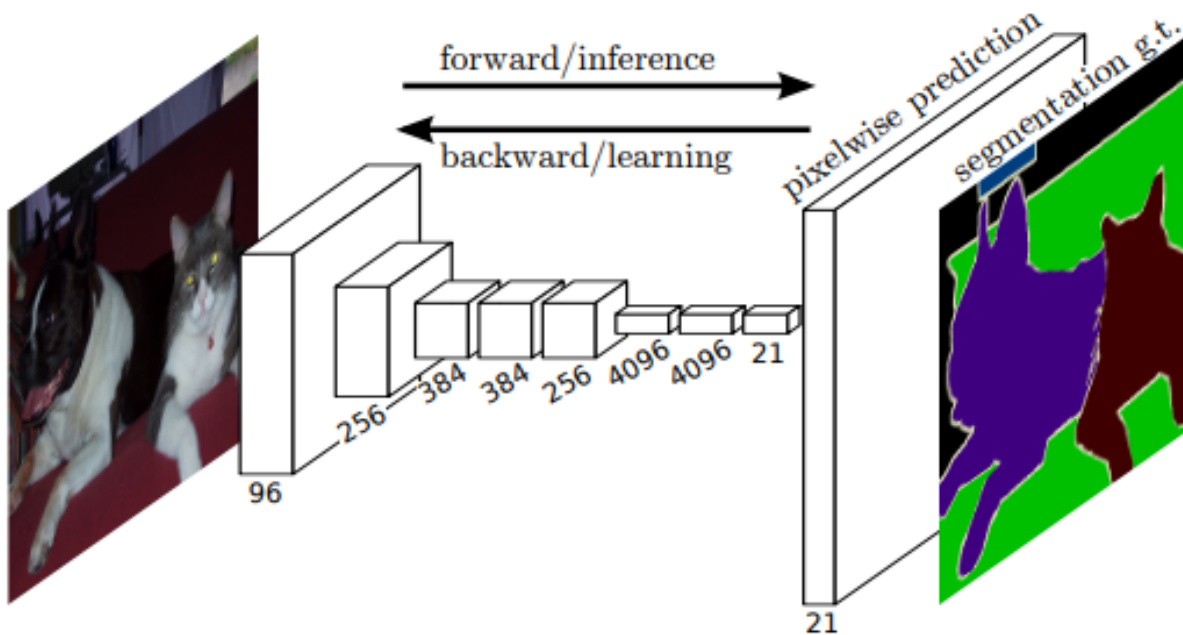 forward/inference
backward/learning
pixelwise prediction
segmentation g.t.
96
256
384
384
256
4096
4096
21
21